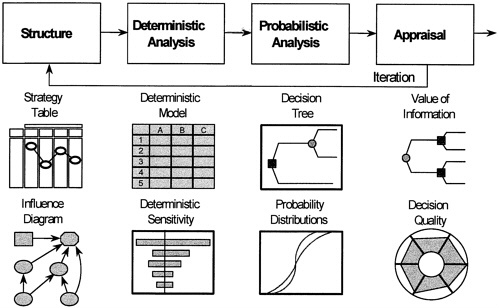 Structure
Deterministic
Analysis
Probabilistic
Analysis
Appraisal
Iteration
Strategy
Table
Deterministic
Model
A B C
1
2
3
4
5
Decision
Tree
Value of
Information
Influence
Diagram
Deterministic
Sensitivity
Probability
Distributions
Decision
Quality